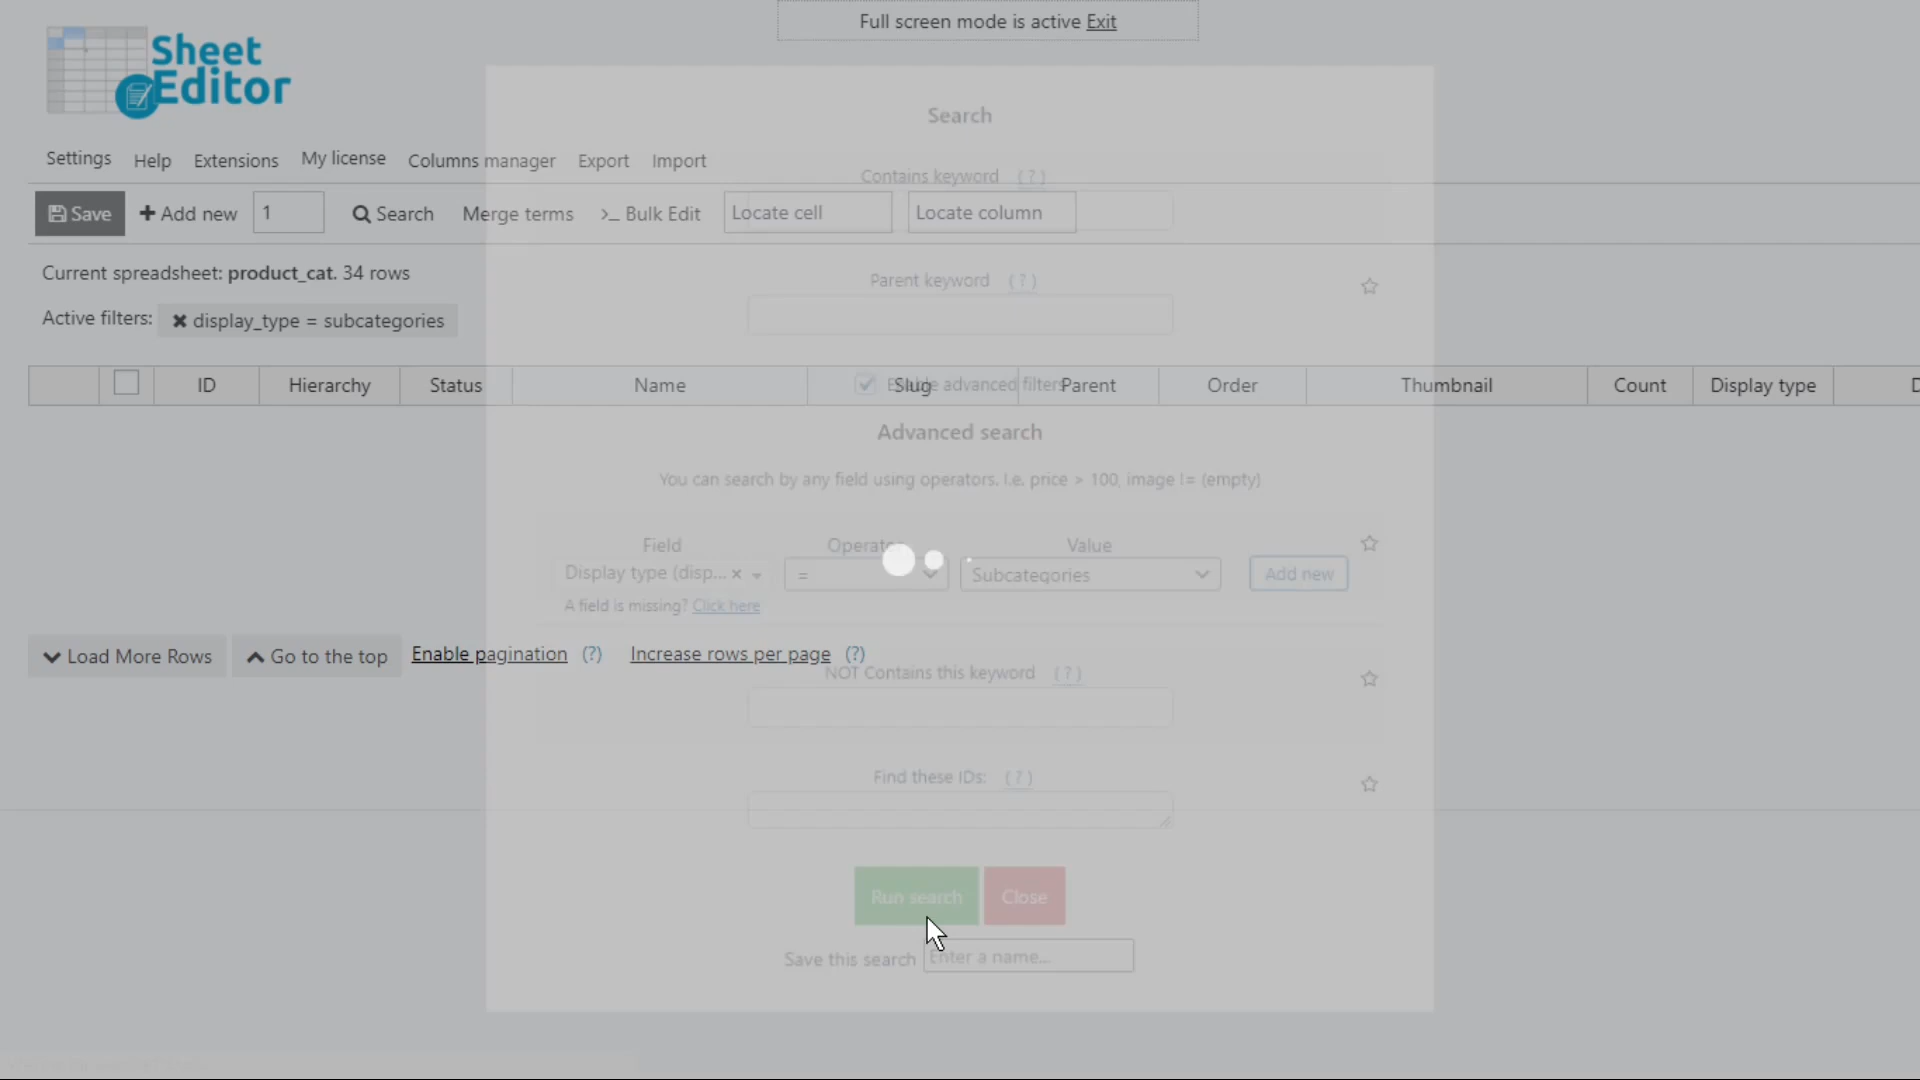 Full screen mode is active Exit
Sheet
Editor
Search
Settings Help Extensions My license Columns manager Export Import
Contains keyword (?)
Save Add new 1 Search Merge terms >_ Bulk Edit Locate cell Locate column
Current spreadsheet: product_cat. 34 rows
Parent keyword (?)
Active filters: display_type = subcategories
Enable advanced filters
ID Hierarchy Status Name Slug Parent Order Thumbnail Count Display type D
Advanced search
You can search by any field using operators. I.e. price > 100, image != (empty)
Field Operator Value
Display type (disp... × = Subcategories Add new
A field is missing? Click here
Load More Rows Go to the top Enable pagination (?) Increase rows per page (?)
NOT Contains this keyword (?)
Find these IDs: (?)
Run search Close
Save this search Enter a name...